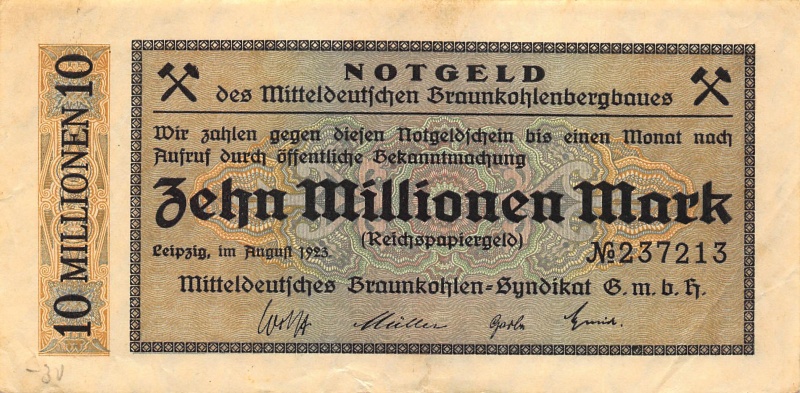 10 MILLIONEN 10
NOTGELD
des Mitteldeutschen Braunkohlenbergbaues
Wir zahlen gegen diesen Notgeldschein bis einen Monat nach
Aufruf durch öffentliche Bekanntmachung
Zehn Millionen Mark
(Reichspapiergeld)
Leipzig, im August 1923.
№237213
Mitteldeutsches Braunkohlen-Syndikat G.m.b.H.
Müller